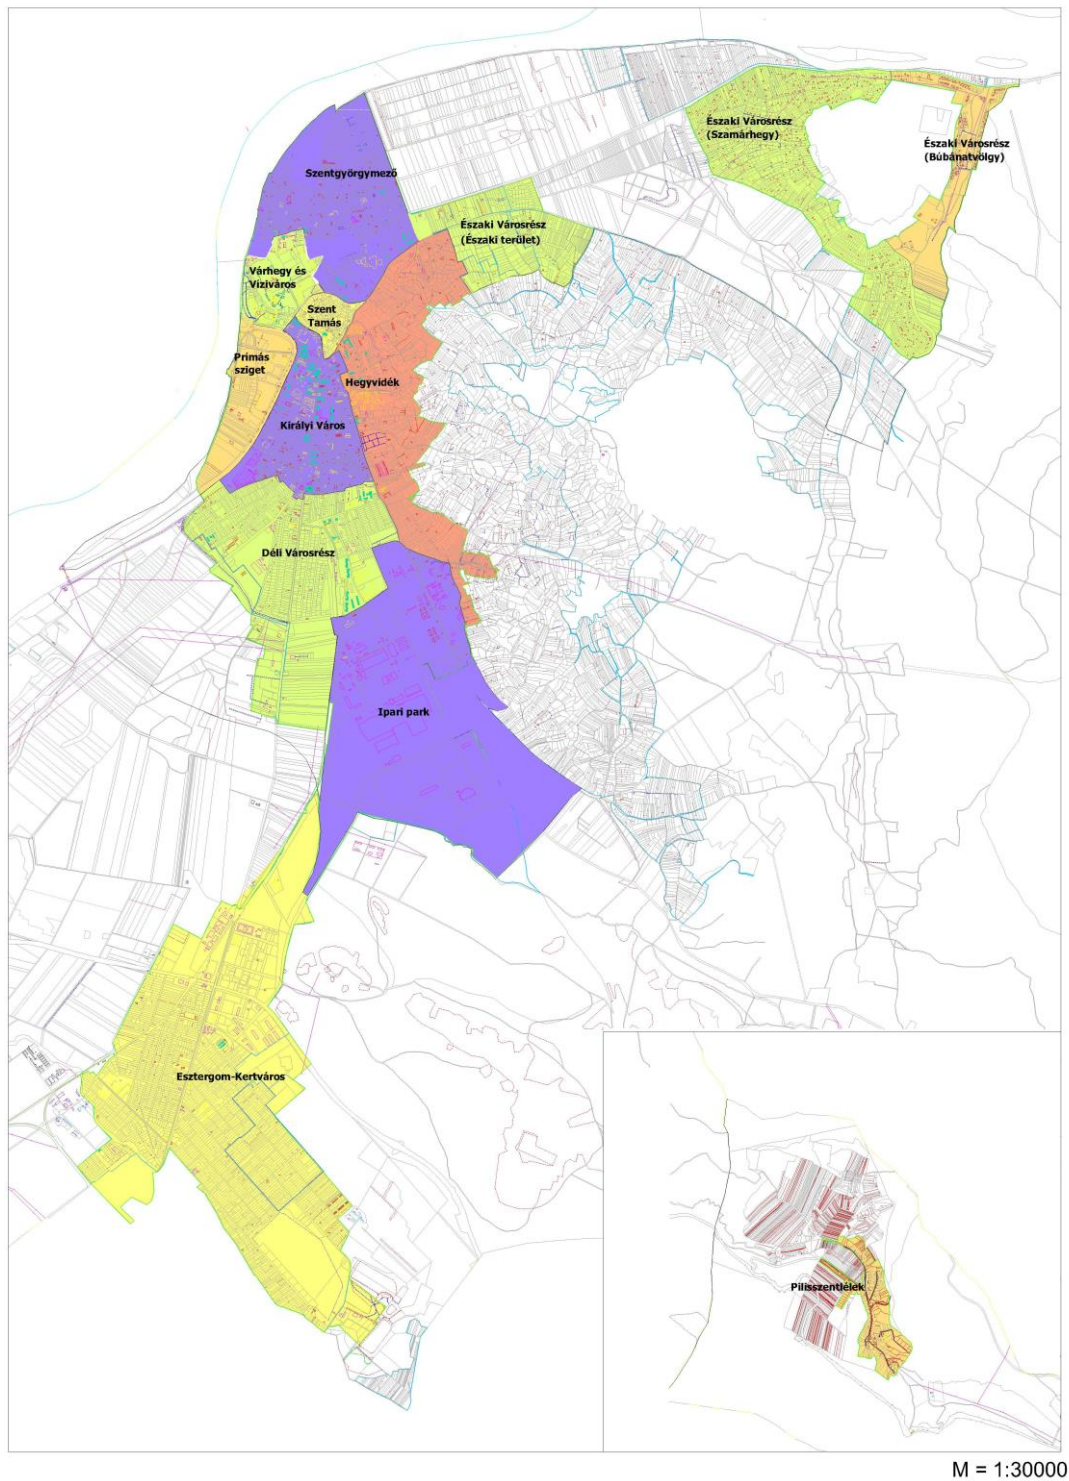 Északi Városrész
(Szamárhegy)
Északi Városrész
(Búbánatvölgy)
Szentgyörgymező
Északi Városrész
(Északi terület)
Várhegy és
Víziváros
Szent
Tamás
Prímás
sziget
Hegyvidék
Királyi Város
Déli Városrész
Ipari park
Esztergom-Kertváros
Pilisszentlélek
M = 1:30000